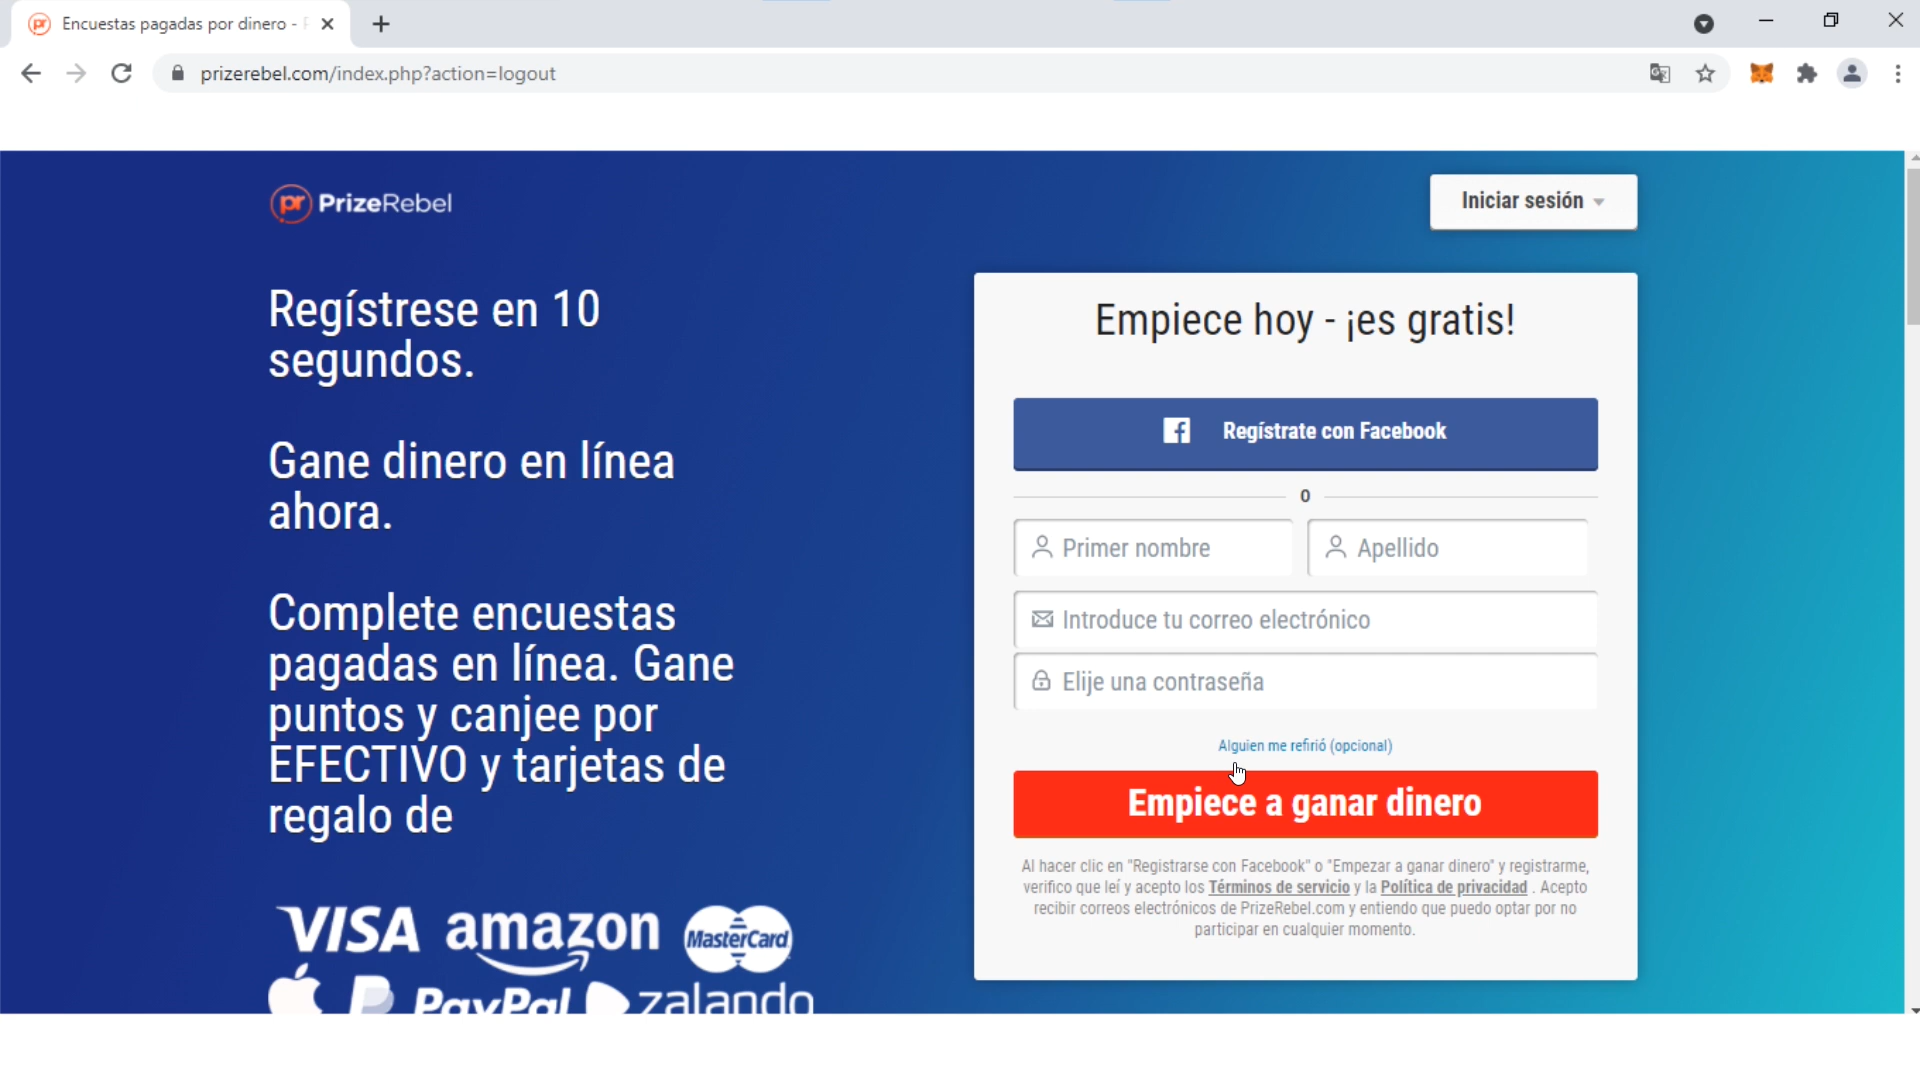 Encuestas pagadas por dinero -
prizerebel.com/index.php?action=logout
pr PrizeRebel
Iniciar sesión
Regístrese en 10
segundos.
Gane dinero en línea
ahora.
Complete encuestas
pagadas en línea. Gane
puntos y canjee por
EFECTIVO y tarjetas de
regalo de
VISA amazon MasterCard
PayPal zalando
Empiece hoy - ¡es gratis!
Regístrate con Facebook
O
Primer nombre Apellido
Introduce tu correo electrónico
Elije una contraseña
Alguien me refirió (opcional)
Empiece a ganar dinero
Al hacer clic en "Registrarse con Facebook" o "Empezar a ganar dinero" y registrarme,
verifico que leí y acepto los Términos de servicio y la Política de privacidad . Acepto
recibir correos electrónicos de PrizeRebel.com y entiendo que puedo optar por no
participar en cualquier momento.